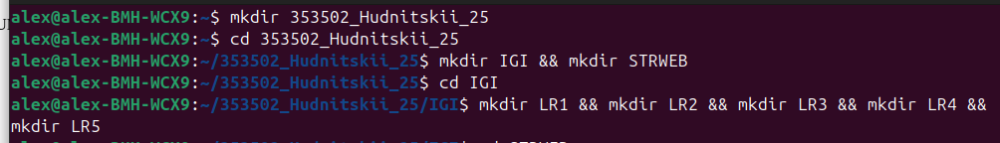 alex@alex-BMH-WCX9:~$ mkdir 353502_Hudnitskii_25
alex@alex-BMH-WCX9:~$ cd 353502_Hudnitskii_25
alex@alex-BMH-WCX9:~/353502_Hudnitskii_25$ mkdir IGI && mkdir STRWEB
alex@alex-BMH-WCX9:~/353502_Hudnitskii_25$ cd IGI
alex@alex-BMH-WCX9:~/353502_Hudnitskii_25/IGI$ mkdir LR1 && mkdir LR2 && mkdir LR3 && mkdir LR4 &&
mkdir LR5